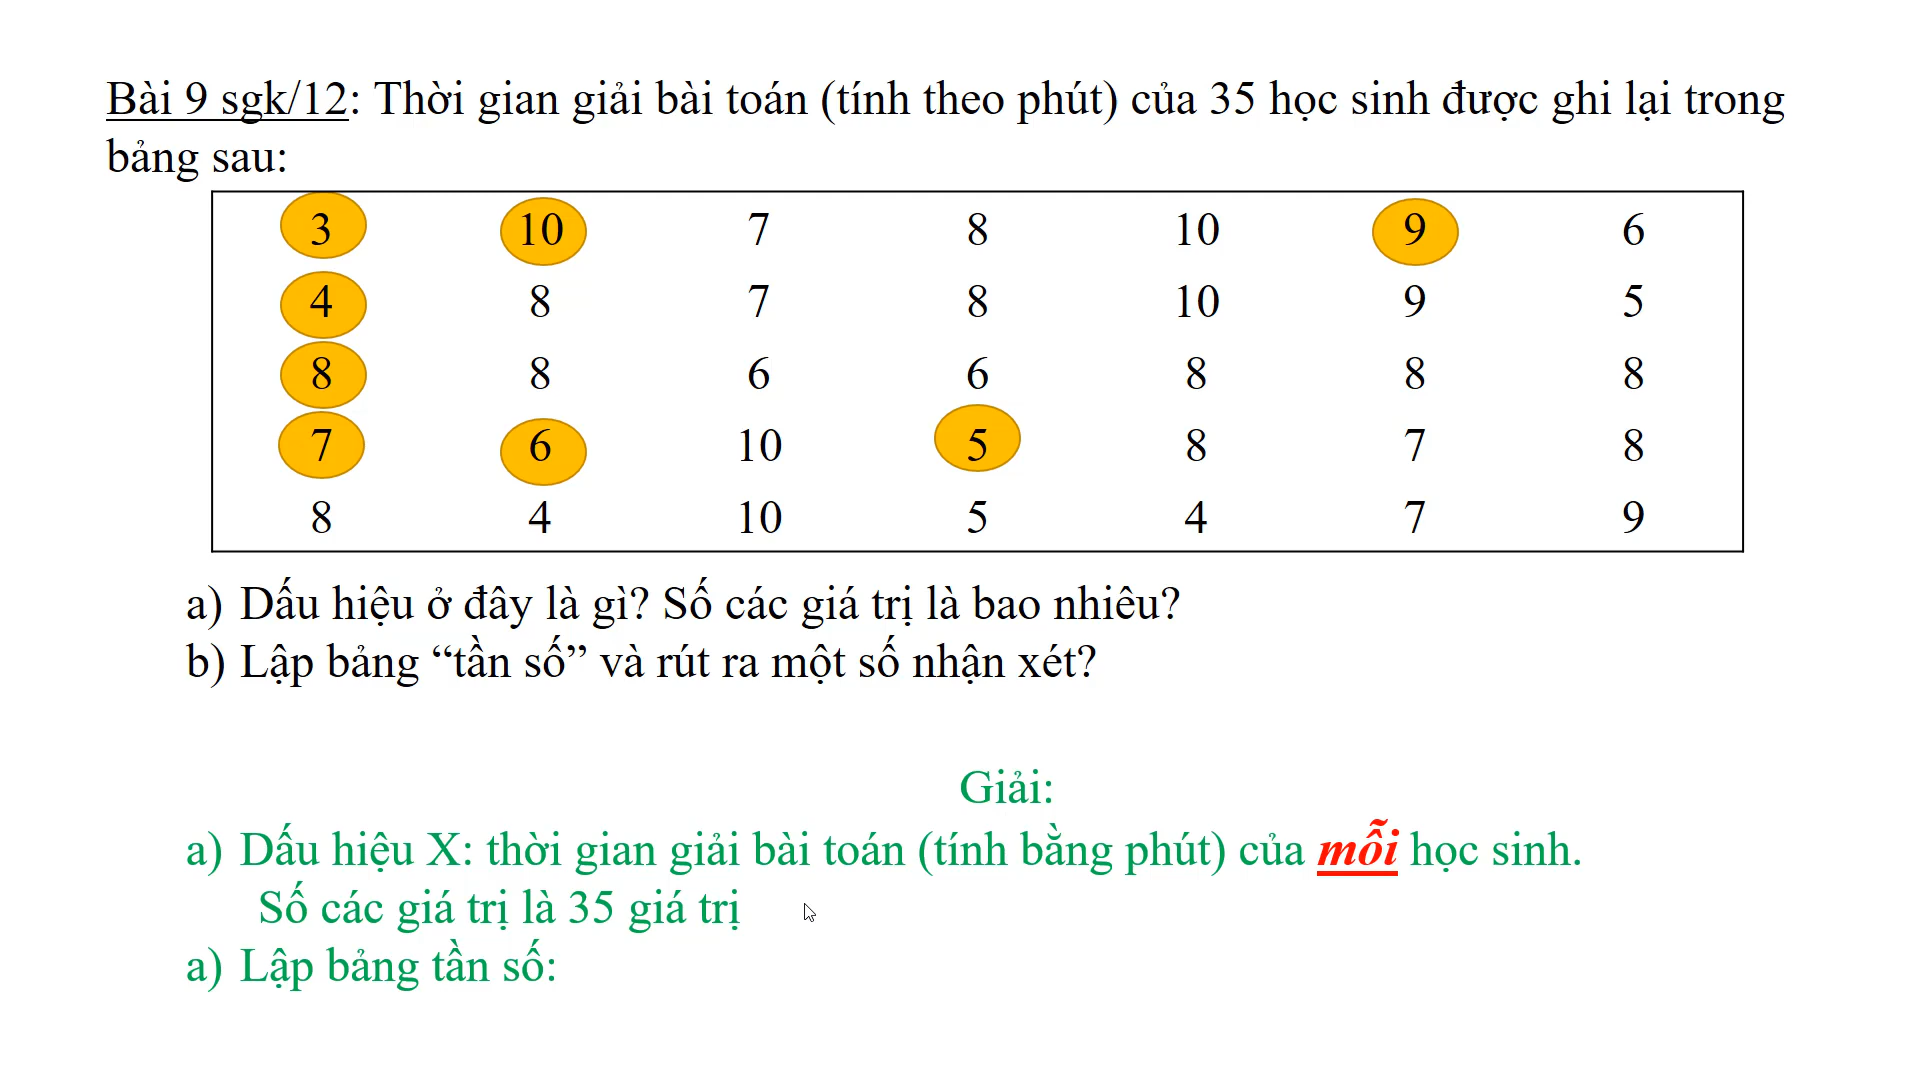 Bài 9 sgk/12: Thời gian giải bài toán (tính theo phút) của 35 học sinh được ghi lại trong
bảng sau:
3 10 7 8 10 9 6
4 8 7 8 10 9 5
8 8 6 6 8 8 8
7 6 10 5 8 7 8
8 4 10 5 4 7 9
a) Dấu hiệu ở đây là gì? Số các giá trị là bao nhiêu?
b) Lập bảng “tần số” và rút ra một số nhận xét?
Giải:
a) Dấu hiệu X: thời gian giải bài toán (tính bằng phút) của mỗi học sinh.
Số các giá trị là 35 giá trị
a) Lập bảng tần số: